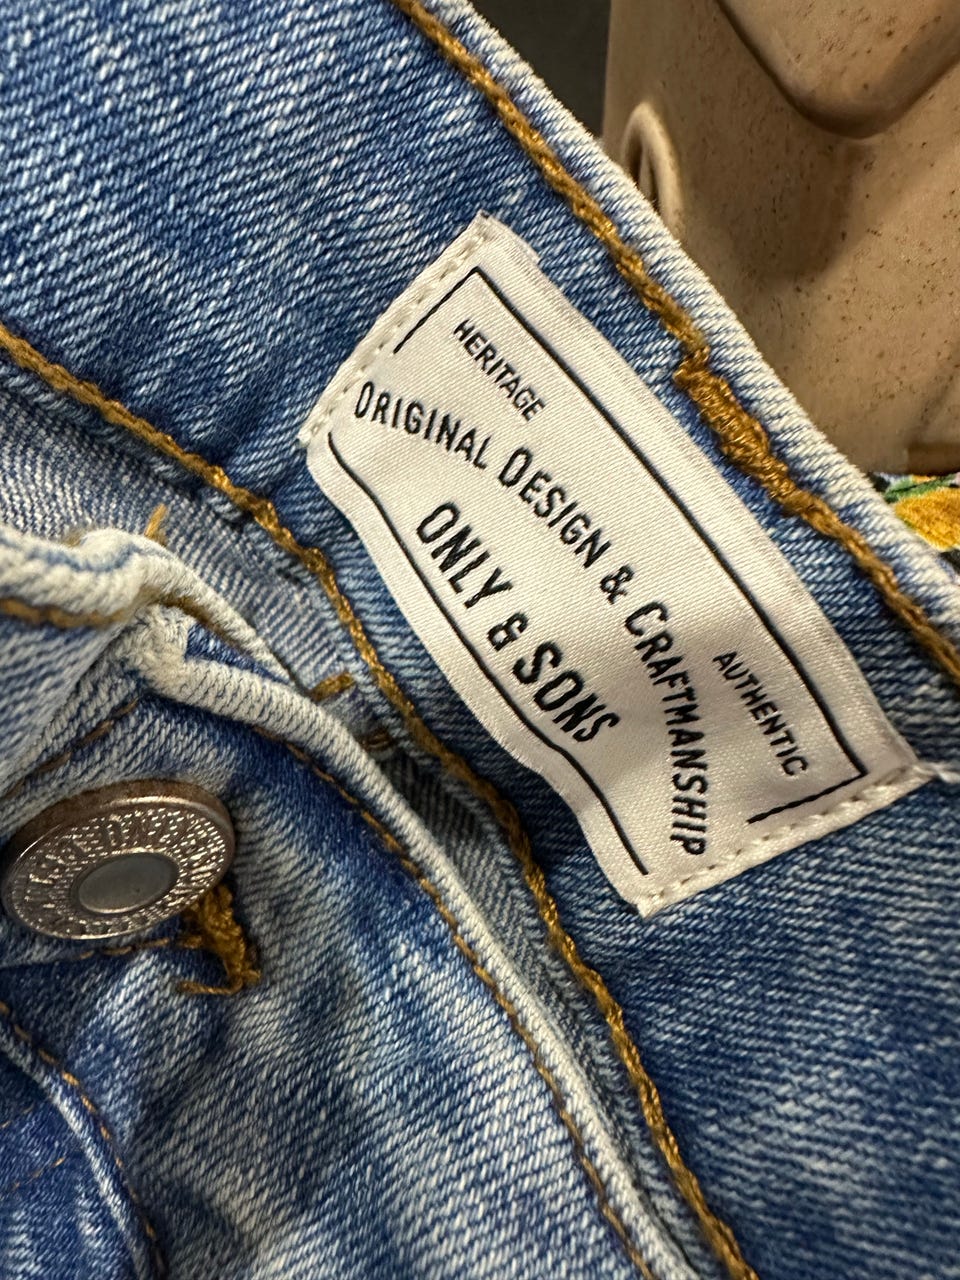 HERITAGE
ORIGINAL DESIGN & CRAFTMANSHIP
ONLY & SONS
AUTHENTIC